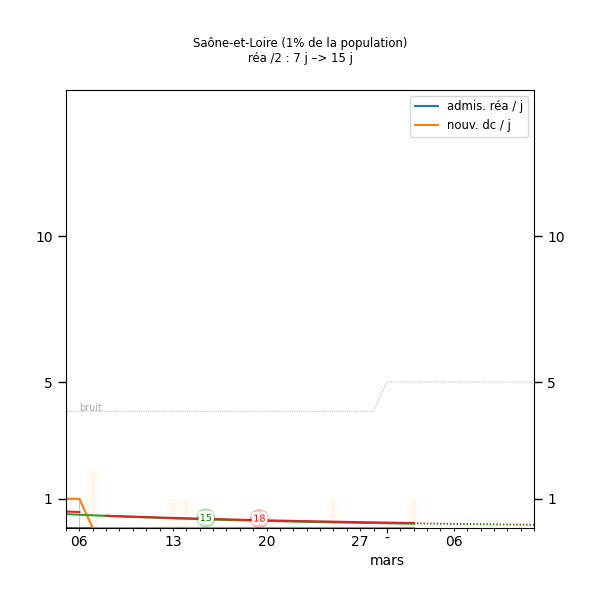 Saône-et-Loire (1% de la population)
réa /2 : 7 j –> 15 j
admis. réa / j
nouv. dc / j
10
10
5
5
bruit
1
1
15
18
06
13
20
27
-
06
mars